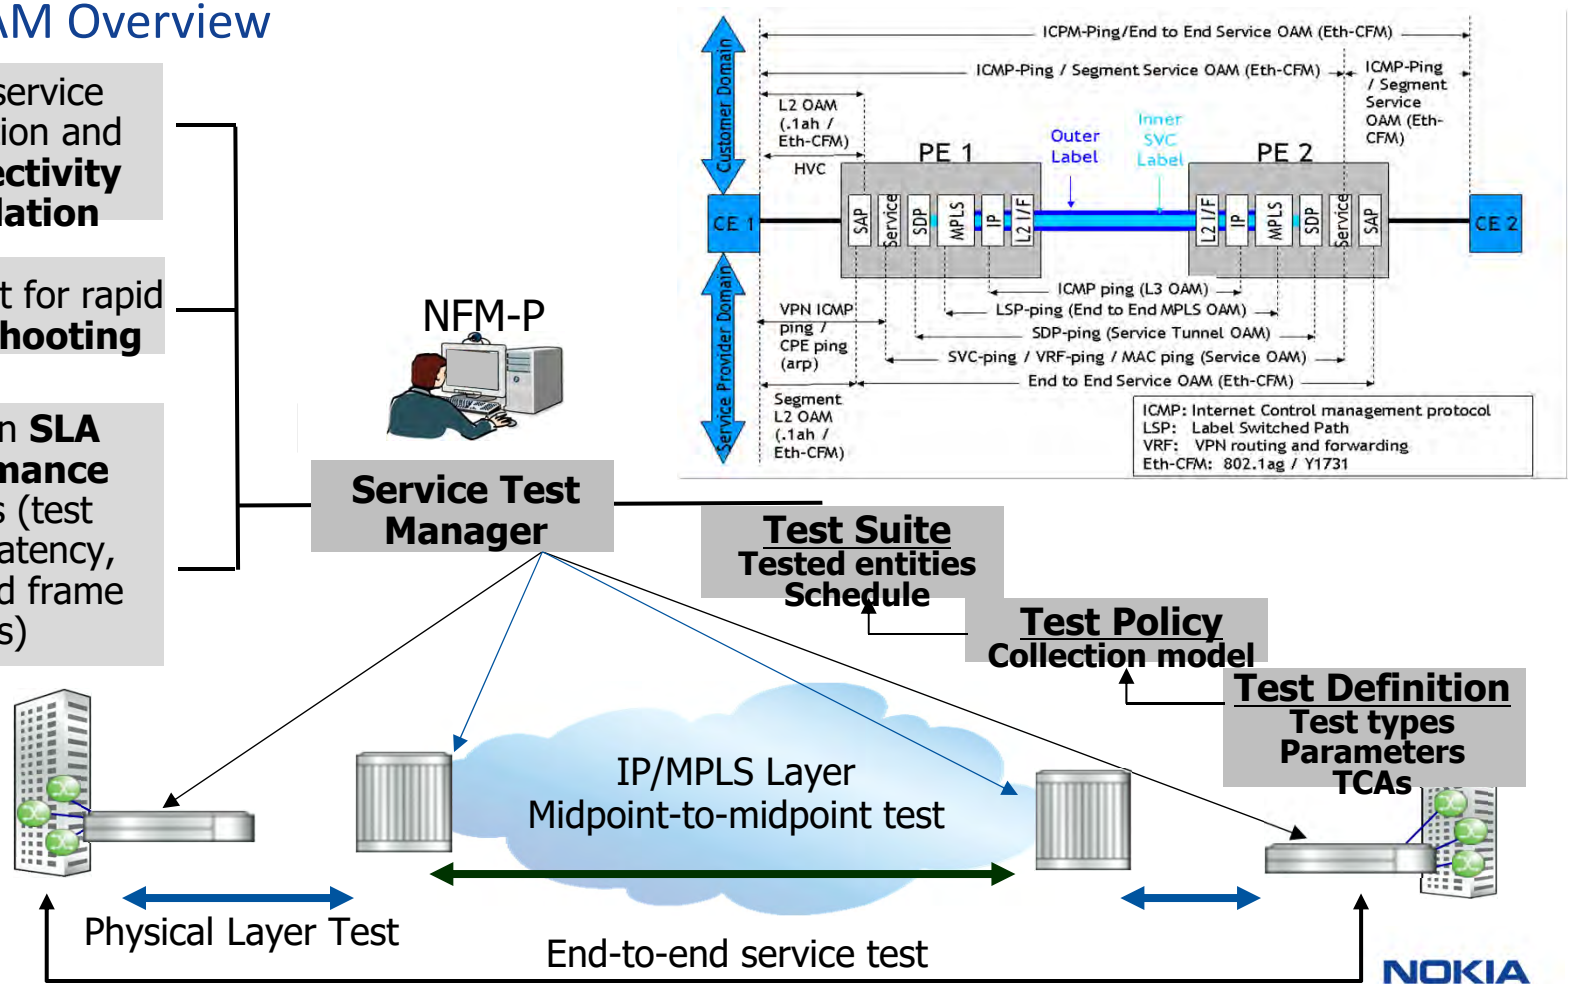 AM Overview
service
tion and
ectivity
dation
t for rapid
shooting
n SLA
mance
s (test
atency,
d frame
s)
NFM-P
Service Test
Manager
Test Suite
Tested entities
Schedule
Test Policy
Collection model
Test Definition
Test types
Parameters
TCAs
IP/MPLS Layer
Midpoint-to-midpoint test
Physical Layer Test
End-to-end service test
NOKIA
Customer Domain
Service Provider Domain
ICPM-Ping/End to End Service OAM (Eth-CFM)
ICMP-Ping / Segment Service OAM (Eth-CFM)
ICMP-Ping
/ Segment
Service
OAM (Eth-
CFM)
L2 OAM
(.1ah /
Eth-CFM)
HVC
PE 1
Outer
Label
Inner
SVC
Label
PE 2
CE 1
SAP
Service
SDP
MPLS
IP
L2 I/F
L2 I/F
IP
MPLS
SDP
Service
SAP
CE 2
ICMP ping (L3 OAM)
LSP-ping (End to End MPLS OAM)
SDP-ping (Service Tunnel OAM)
SVC-ping / VRF-ping / MAC ping (Service OAM)
End to End Service OAM (Eth-CFM)
VPN ICMP
ping /
CPE ping
(arp)
Segment
L2 OAM
(.1ah /
Eth-CFM)
ICMP: Internet Control management protocol
LSP: Label Switched Path
VRF: VPN routing and forwarding
Eth-CFM: 802.1ag / Y1731